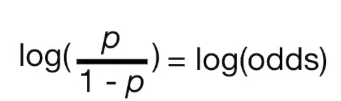 log(p / 1 - p) = log(odds)